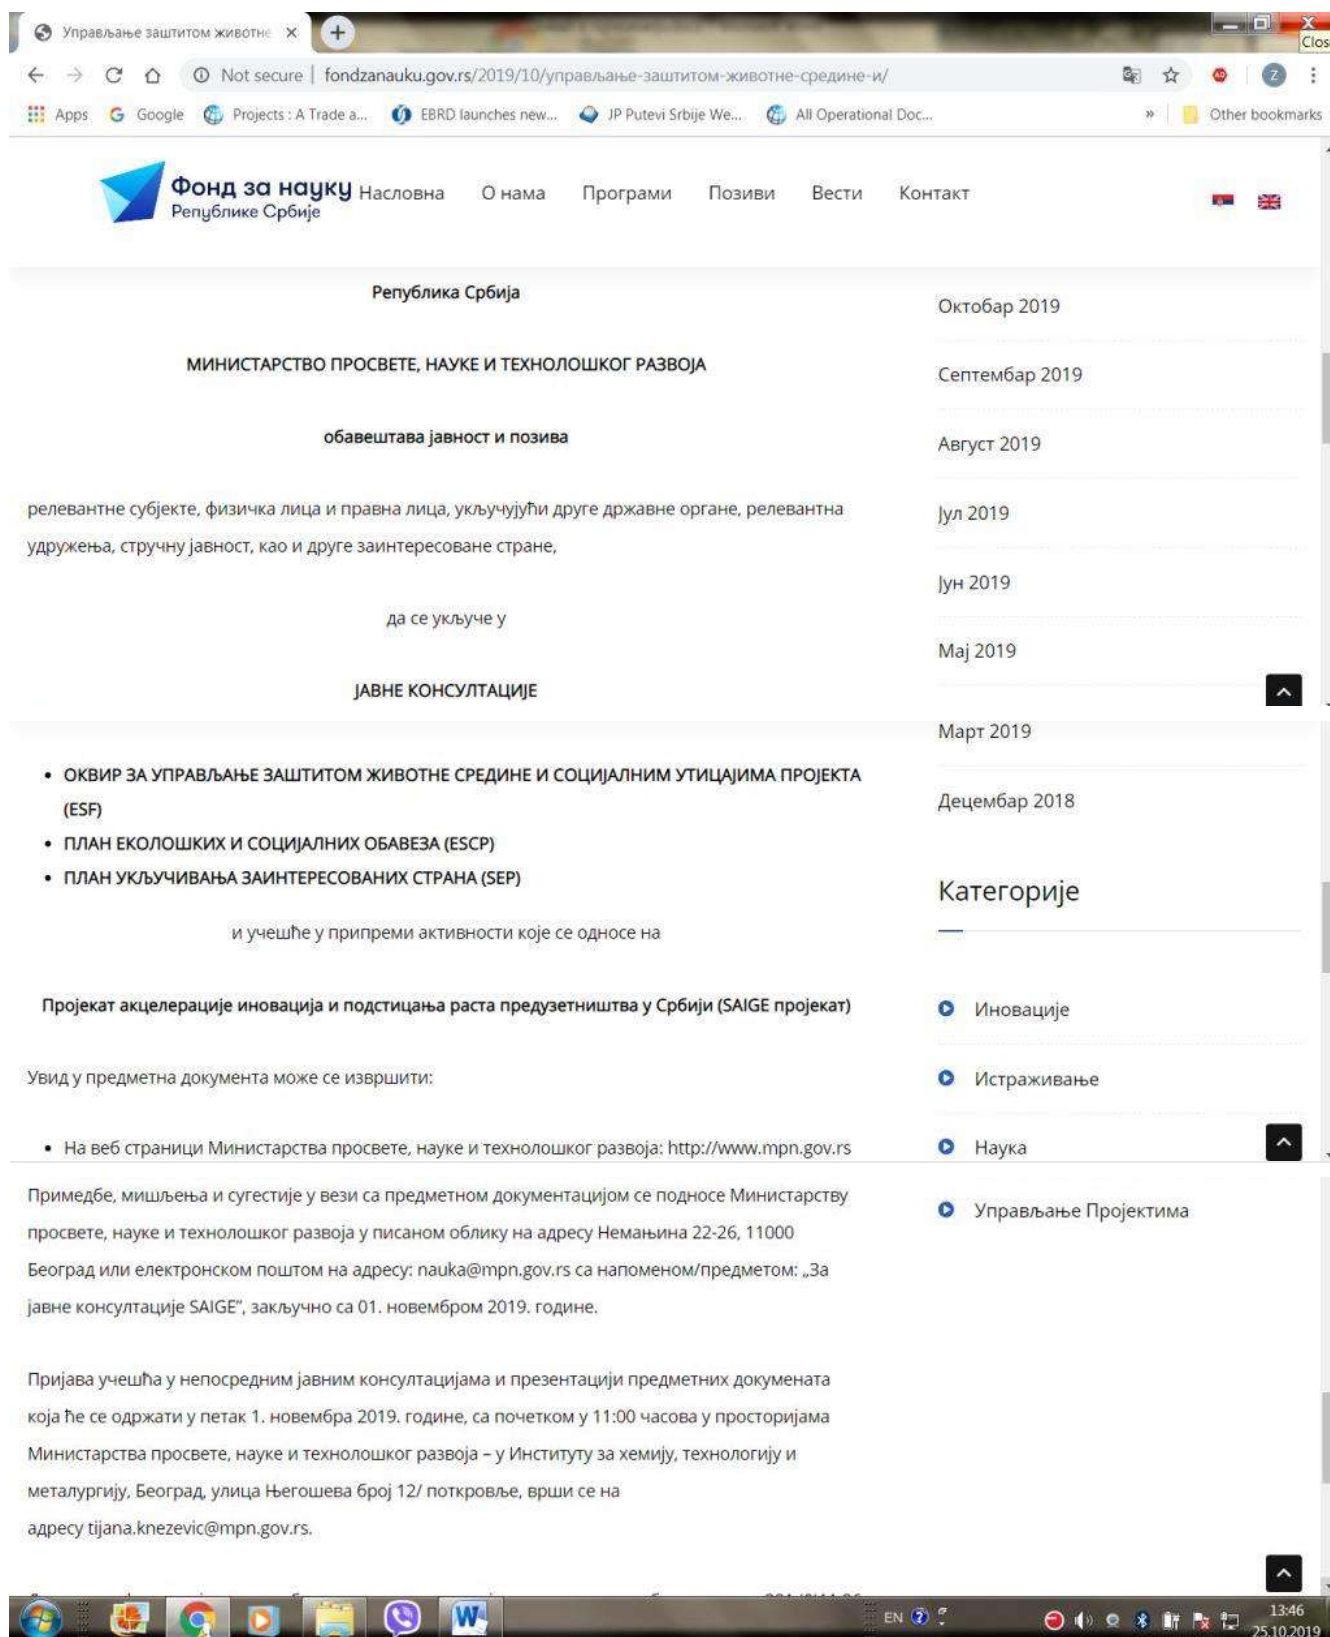 Управљање заштитом животне
Close
Not secure | fondzanauku.gov.rs/2019/10/управљање-заштитом-животне-средине-и/
Z
Apps Google Projects : A Trade a... EBRD launches new... JP Putevi Srbije We... All Operational Doc... » Other bookmarks
Фонд за науку
Републике Србије
Насловна О нама Програми Позиви Вести Контакт
Република Србија
МИНИСТАРСТВО ПРОСВЕТЕ, НАУКЕ И ТЕХНОЛОШКОГ РАЗВОЈА
обавештава јавност и позива
релевантне субјекте, физичка лица и правна лица, укључујући друге државне органе, релевантна
удружења, стручну јавност, као и друге заинтересоване стране,
да се укључе у
ЈАВНЕ КОНСУЛТАЦИЈЕ
Октобар 2019
Септембар 2019
Август 2019
Јул 2019
Јун 2019
Мај 2019
Март 2019
Децембар 2018
• ОКВИР ЗА УПРАВЉАЊЕ ЗАШТИТОМ ЖИВОТНЕ СРЕДИНЕ И СОЦИЈАЛНИМ УТИЦАЈИМА ПРОЈЕКТА
(ESF)
• ПЛАН ЕКОЛОШКИХ И СОЦИЈАЛНИХ ОБАВЕЗА (ESCP)
• ПЛАН УКЉУЧИВАЊА ЗАИНТЕРЕСОВАНИХ СТРАНА (SEP)
и учешће у припреми активности које се односе на
Пројекат акцелерације иновација и подстицања раста предузетништва у Србији (SAIGE пројекат)
Увид у предметна документа може се извршити:
• На веб страници Министарства просвете, науке и технолошког развоја: http://www.mpn.gov.rs
Категорије
Иновације
Истраживање
Наука
Управљање Пројектима
Примедбе, мишљења и сугестије у вези са предметном документацијом се подносе Министарству
просвете, науке и технолошког развоја у писаном облику на адресу Немањина 22-26, 11000
Београд или електронском поштом на адресу: nauka@mpn.gov.rs са напоменом/предметом: „За
јавне консултације SAIGE”, закључно са 01. новембром 2019. године.
Пријава учешћа у непосредним јавним консултацијама и презентацији предметних докумената
која ће се одржати у петак 1. новембра 2019. године, са почетком у 11:00 часова у просторијама
Министарства просвете, науке и технолошког развоја – у Институту за хемију, технологију и
металургију, Београд, улица Његошева број 12/ поткровље, врши се на
адресу tijana.knezevic@mpn.gov.rs.
EN
13:46
25.10.2019